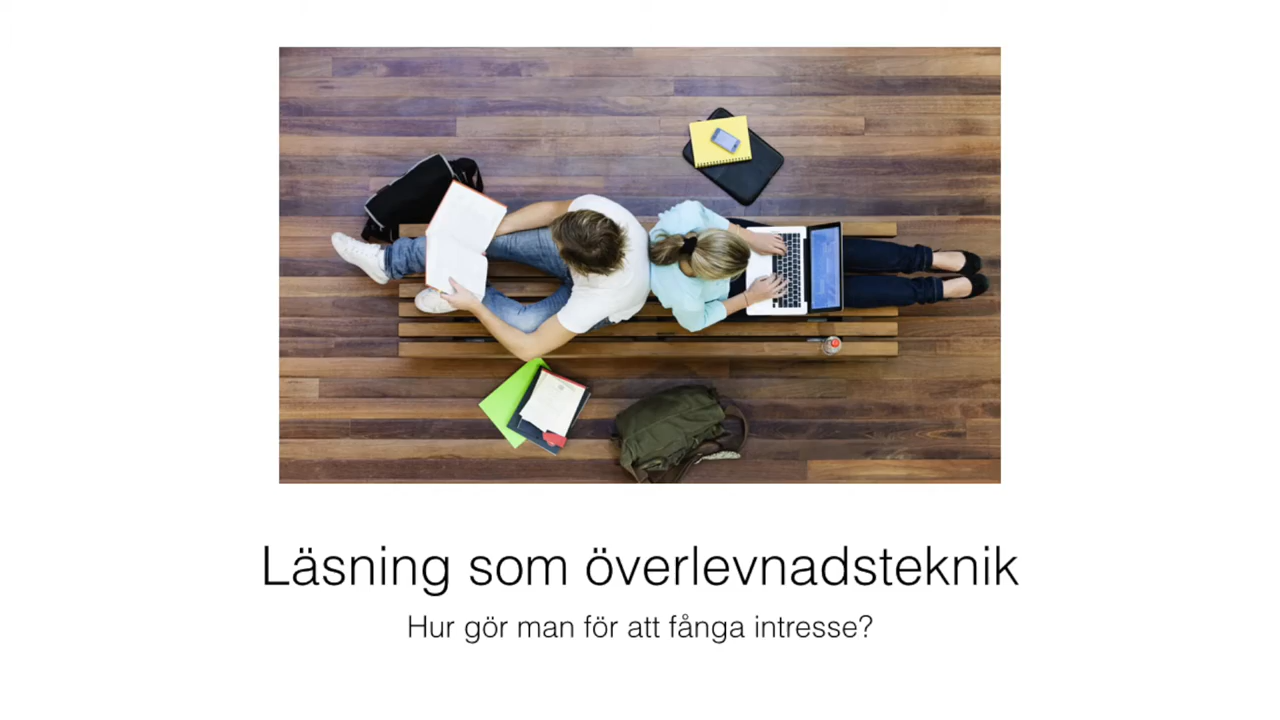 Läsning som överlevnadsteknik
Hur gör man för att fånga intresse?